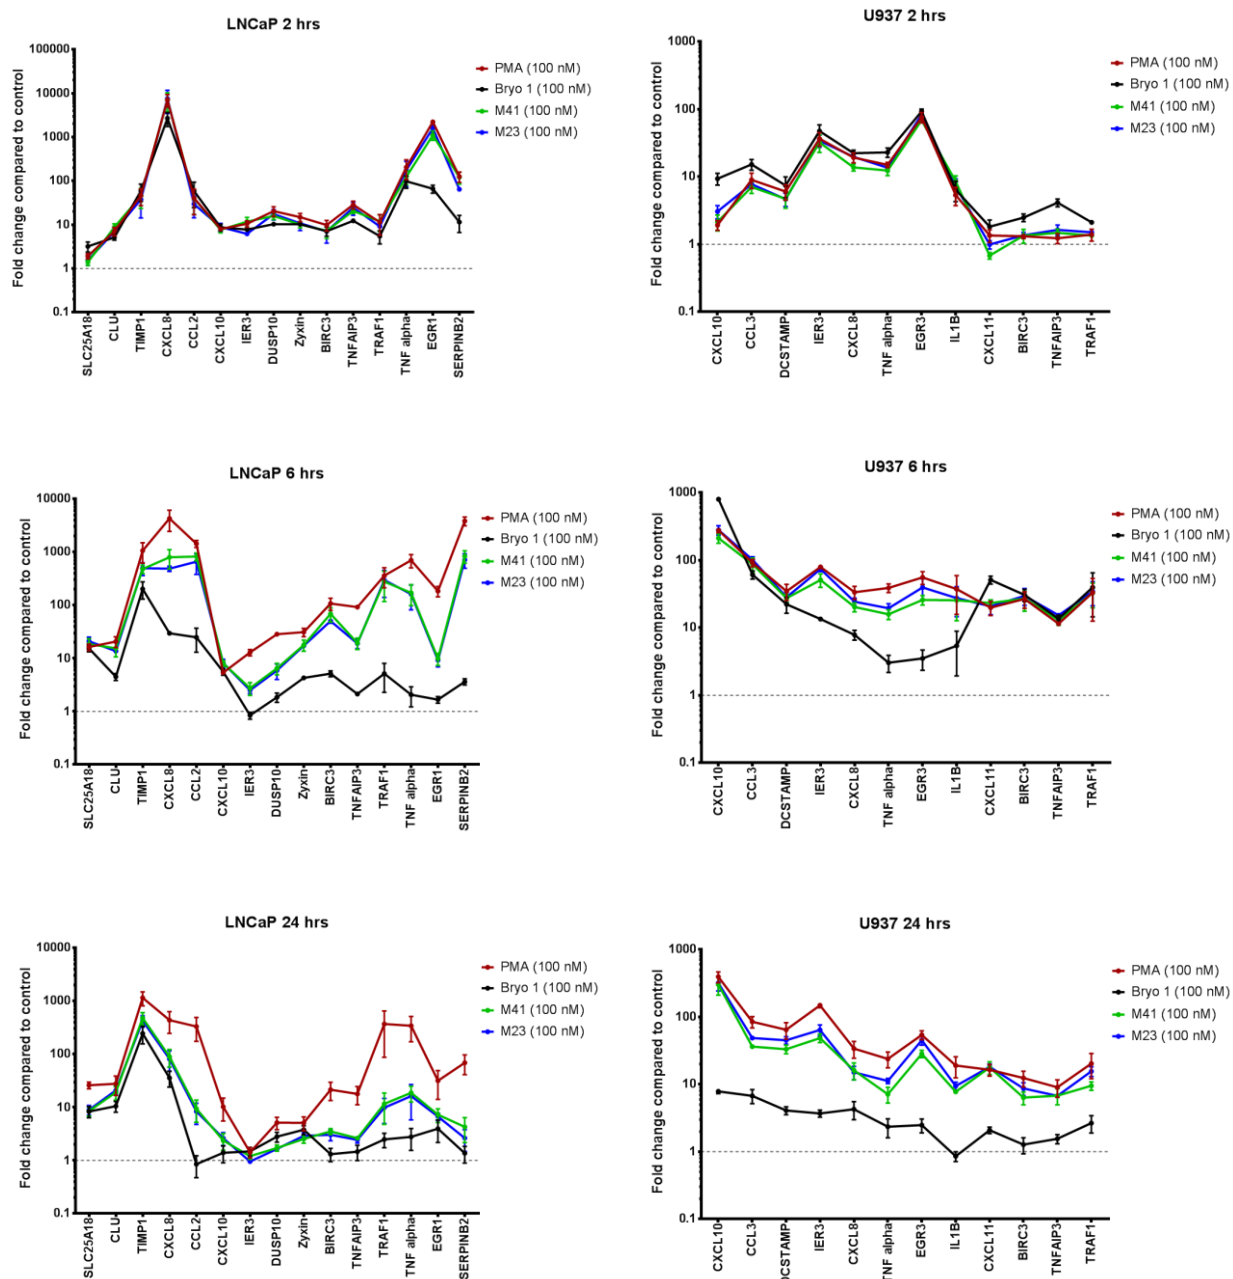 LNCaP 2 hrs
Fold change compared to control
100000
10000
1000
100
10
1
0.1
PMA (100 nM)
Bryo 1 (100 nM)
M41 (100 nM)
M23 (100 nM)
SLC25A18
CLU
TIMP1
CXCL8
CCL2
CXCL10
IER3
DUSP10
Zyxin
BIRC3
TNFAIP3
TRAF1
TNF alpha
EGR1
SERPINB2
U937 2 hrs
Fold change compared to control
1000
100
10
1
0.1
PMA (100 nM)
Bryo 1 (100 nM)
M41 (100 nM)
M23 (100 nM)
CXCL10
CCL3
DCSTAMP
IER3
CXCL8
TNF alpha
EGR3
IL1B
CXCL11
BIRC3
TNFAIP3
TRAF1
LNCaP 6 hrs
Fold change compared to control
10000
1000
100
10
1
0.1
PMA (100 nM)
Bryo 1 (100 nM)
M41 (100 nM)
M23 (100 nM)
SLC25A18
CLU
TIMP1
CXCL8
CCL2
CXCL10
IER3
DUSP10
Zyxin
BIRC3
TNFAIP3
TRAF1
TNF alpha
EGR1
SERPINB2
U937 6 hrs
Fold change compared to control
1000
100
10
1
0.1
PMA (100 nM)
Bryo 1 (100 nM)
M41 (100 nM)
M23 (100 nM)
CXCL10
CCL3
DCSTAMP
IER3
CXCL8
TNF alpha
EGR3
IL1B
CXCL11
BIRC3
TNFAIP3
TRAF1
LNCaP 24 hrs
Fold change compared to control
10000
1000
100
10
1
0.1
PMA (100 nM)
Bryo 1 (100 nM)
M41 (100 nM)
M23 (100 nM)
SLC25A18
CLU
TIMP1
CXCL8
CCL2
CXCL10
IER3
DUSP10
Zyxin
BIRC3
TNFAIP3
TRAF1
TNF alpha
EGR1
SERPINB2
U937 24 hrs
Fold change compared to control
1000
100
10
1
0.1
PMA (100 nM)
Bryo 1 (100 nM)
M41 (100 nM)
M23 (100 nM)
CXCL10
CCL3
DCSTAMP
IER3
CXCL8
TNF alpha
EGR3
IL1B
CXCL11
BIRC3
TNFAIP3
TRAF1